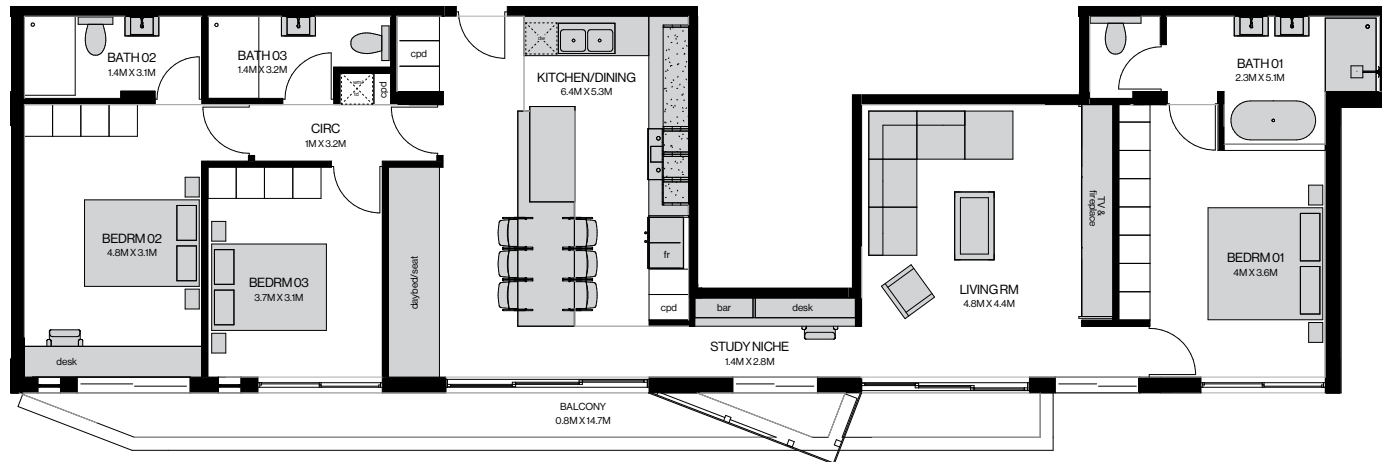 BATH 02
1.4M X 3.1M
BATH 03
1.4M X 3.2M
cpd
cpd
dw
KITCHEN/DINING
6.4M X 5.3M
BATH 01
2.3M X 5.1M
CIRC
1M X 3.2M
TV &
fireplace
BEDRM 02
4.8M X 3.1M
BEDRM 03
3.7M X 3.1M
daybed/seat
fr
BEDRM 01
4M X 3.6M
LIVING RM
4.8M X 4.4M
cpd
bar
desk
STUDY NICHE
1.4M X 2.8M
desk
BALCONY
0.8M X 14.7M